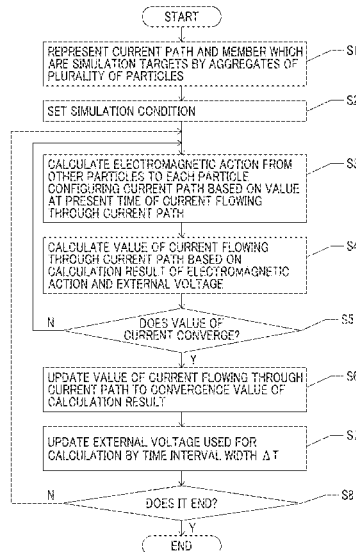 START
REPRESENT CURRENT PATH AND MEMBER WHICH
ARE SIMULATION TARGETS BY AGGREGATES OF
PLURALITY OF PARTICLES
S1
SET SIMULATION CONDITION
S2
CALCULATE ELECTROMAGNETIC ACTION FROM
OTHER PARTICLES TO EACH PARTICLE
CONFIGURING CURRENT PATH BASED ON VALUE
AT PRESENT TIME OF CURRENT FLOWING
THROUGH CURRENT PATH
S3
CALCULATE VALUE OF CURRENT FLOWING
THROUGH CURRENT PATH BASED ON
CALCULATION RESULT OF ELECTROMAGNETIC
ACTION AND EXTERNAL VOLTAGE
S4
DOES VALUE OF
CURRENT CONVERGE?
S5
N
Y
UPDATE VALUE OF CURRENT FLOWING THROUGH
CURRENT PATH TO CONVERGENCE VALUE OF
CALCULATION RESULT
S6
UPDATE EXTERNAL VOLTAGE USED FOR
CALCULATION BY TIME INTERVAL WIDTH ΔT
S7
N
DOES IT END?
S8
Y
END